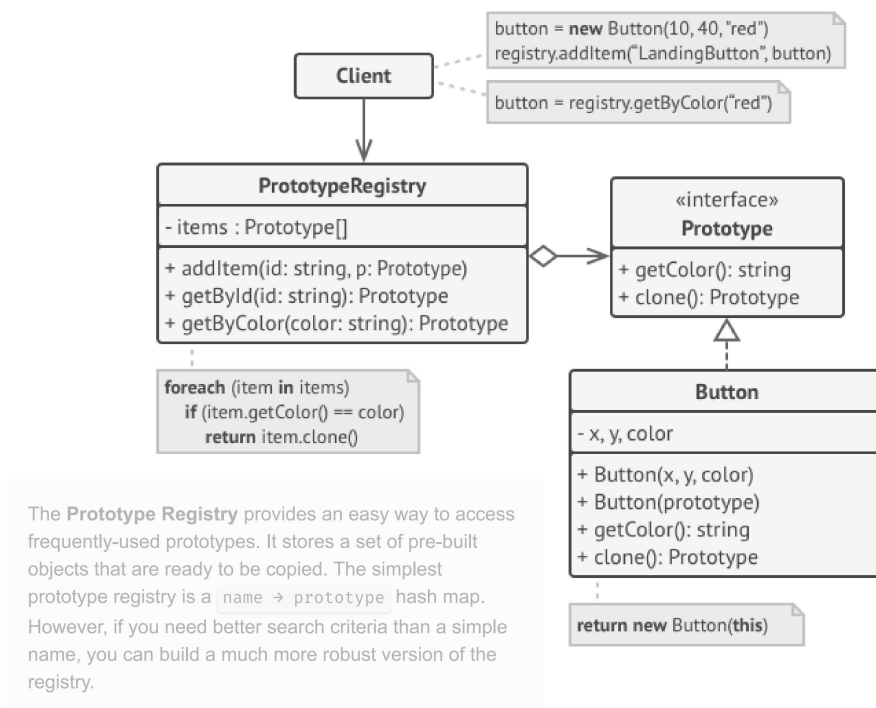 button = new Button(10, 40, "red")
registry.addItem(“LandingButton”, button)
Client
button = registry.getByColor(“red”)
PrototypeRegistry
- items : Prototype[]
+ addItem(id: string, p: Prototype)
+ getById(id: string): Prototype
+ getByColor(color: string): Prototype
«interface»
Prototype
+ getColor(): string
+ clone(): Prototype
foreach (item in items)
if (item.getColor() == color)
return item.clone()
Button
- x, y, color
+ Button(x, y, color)
+ Button(prototype)
+ getColor(): string
+ clone(): Prototype
return new Button(this)
The Prototype Registry provides an easy way to access
frequently-used prototypes. It stores a set of pre-built
objects that are ready to be copied. The simplest
prototype registry is a name → prototype hash map.
However, if you need better search criteria than a simple
name, you can build a much more robust version of the
registry.